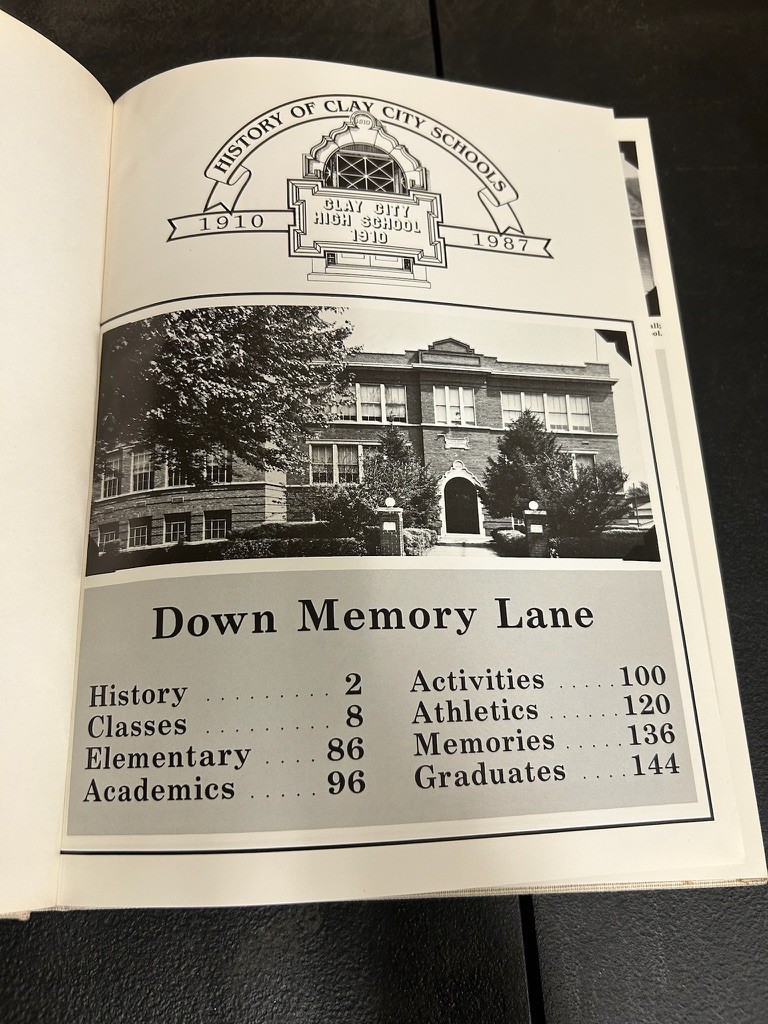 HISTORY OF CLAY CITY SCHOOLS
1910
CLAY CITY
HIGH SCHOOL
1910
1910
1987
Down Memory Lane
History .......... 2
Classes .......... 8
Elementary .... 86
Academics ..... 96
Activities ..... 100
Athletics ...... 120
Memories ..... 136
Graduates .... 144